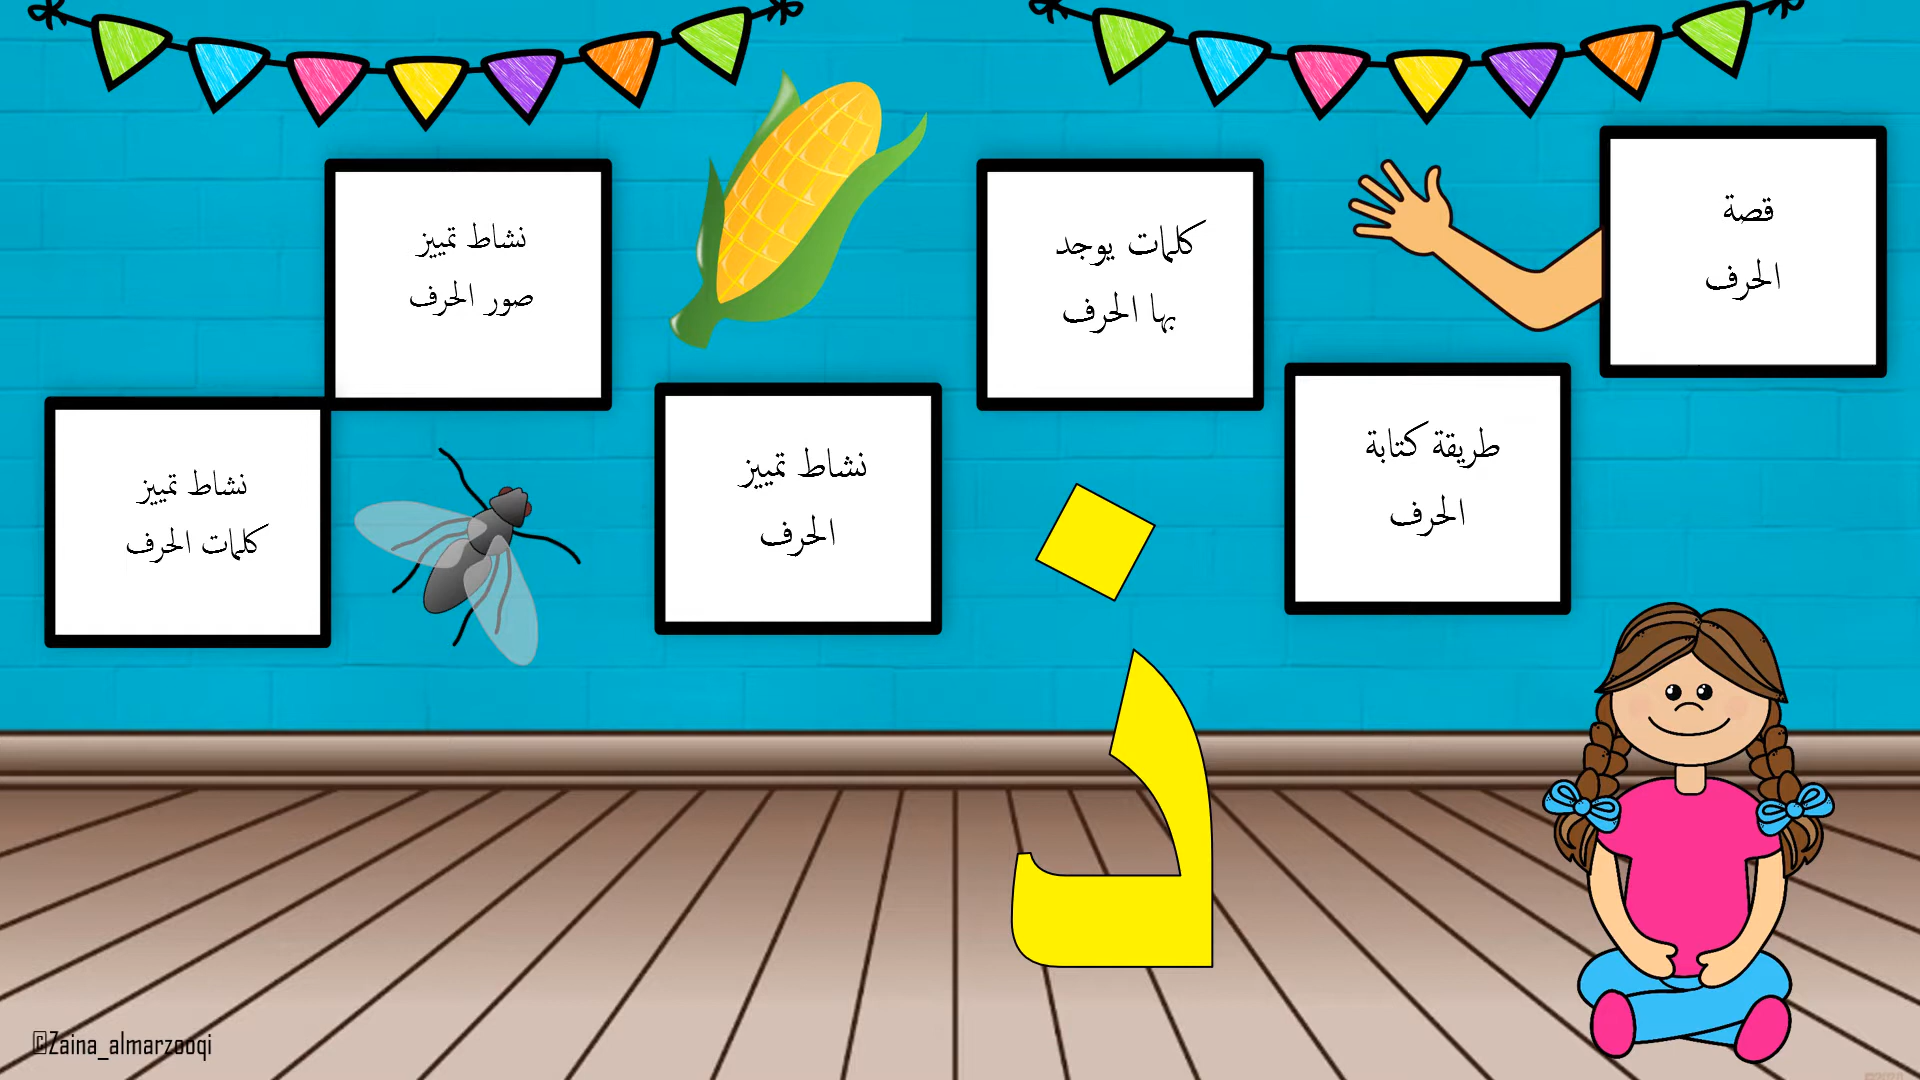 قصة
الحرف
كلمات يوجد
بها الحرف
نشاط تمييز
صور الحرف
طريقة كتابة
الحرف
نشاط تمييز
الحرف
نشاط تمييز
كلمات الحرف
ذ
©Zaina_almarzooqi